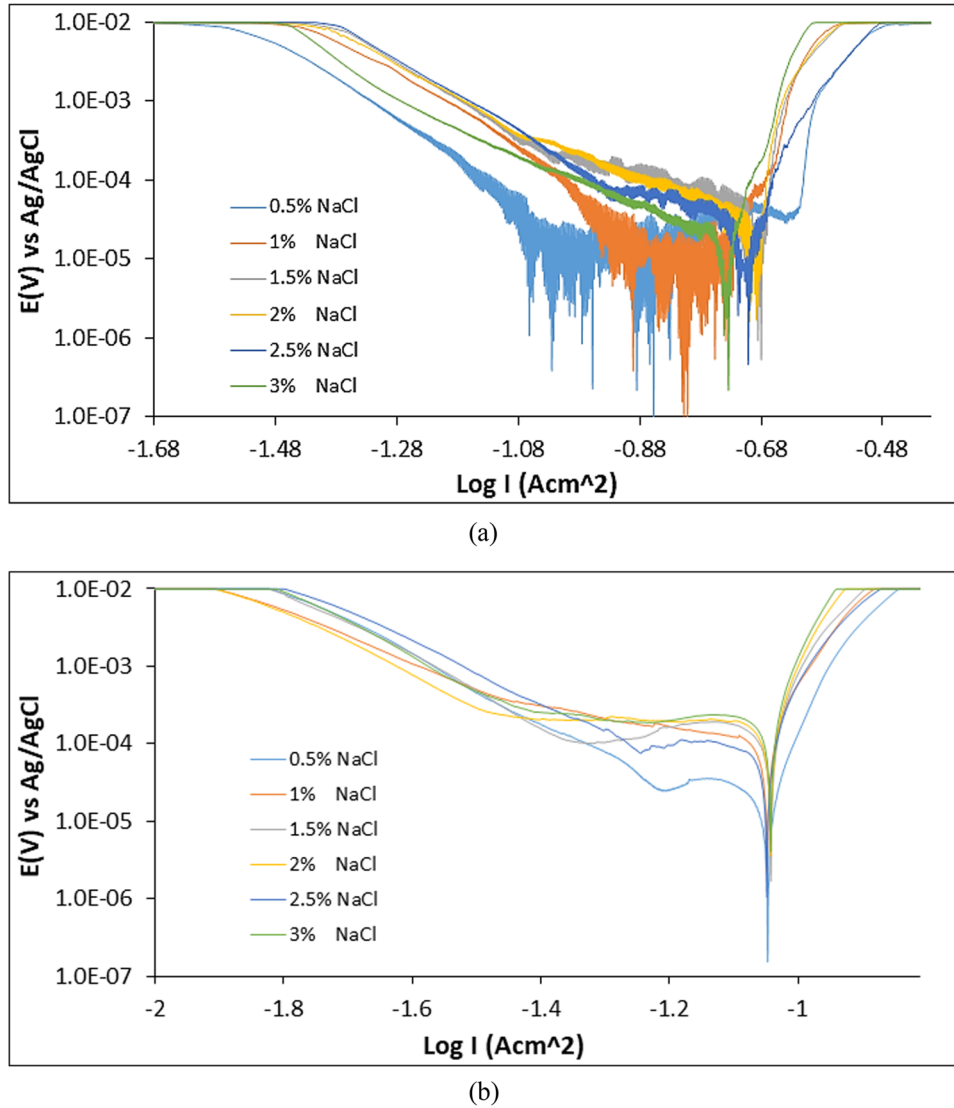 1.0E-02
1.0E-03
1.0E-04
1.0E-05
1.0E-06
1.0E-07
E(V) vs Ag/AgCl
0.5% NaCl
1% NaCl
1.5% NaCl
2% NaCl
2.5% NaCl
3% NaCl
-1.68 -1.48 -1.28 -1.08 -0.88 -0.68 -0.48
Log I (Acm^2)
(a)
1.0E-02
1.0E-03
1.0E-04
1.0E-05
1.0E-06
1.0E-07
E(V) vs Ag/AgCl
0.5% NaCl
1% NaCl
1.5% NaCl
2% NaCl
2.5% NaCl
3% NaCl
-2 -1.8 -1.6 -1.4 -1.2 -1
Log I (Acm^2)
(b)